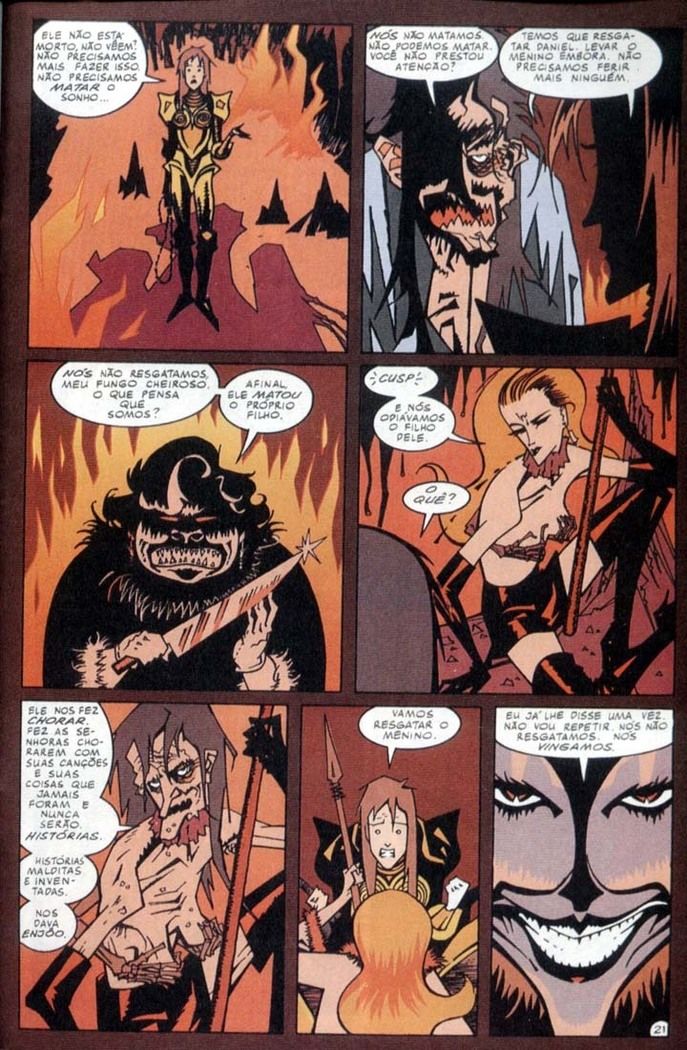 ELE NÃO ESTÁ
MORTO, NÃO VÊEM?
NÃO PRECISAMOS
MAIS FAZER ISSO.
NÃO PRECISAMOS
MATAR O
SONHO...
NÓS NÃO MATAMOS.
NÃO PODEMOS MATAR.
VOCÊ NÃO PRESTOU
ATENÇÃO?
TEMOS QUE RESGA-
TAR DANIEL. LEVAR O
MENINO EMBORA. NÃO
PRECISAMOS FERIR
MAIS NINGUÉM.
NÓS NÃO RESGATAMOS,
MEU FUNGO CHEIROSO.
O QUE PENSA
QUE
SOMOS?
AFINAL,
ELE MATOU
O PRÓPRIO
FILHO.
CUSP!
E NÓS
ODIÁVAMOS
O FILHO
DELE.
O
QUÊ?
ELE NOS FEZ
CHORAR.
FEZ AS SE-
NHORAS CHO-
RAREM COM
SUAS CANÇÕES
E SUAS
COISAS QUE
JAMAIS
FORAM E
NUNCA
SERÃO.
HISTÓRIAS.
HISTÓRIAS
MALDITAS
E INVEN-
TADAS.
NOS
DAVA
ENJÔO.
VAMOS
RESGATAR O
MENINO.
EU JÁ LHE DISSE UMA VEZ.
NÃO VOU REPETIR. NÓS NÃO
RESGATAMOS. NÓS
VINGAMOS.
21